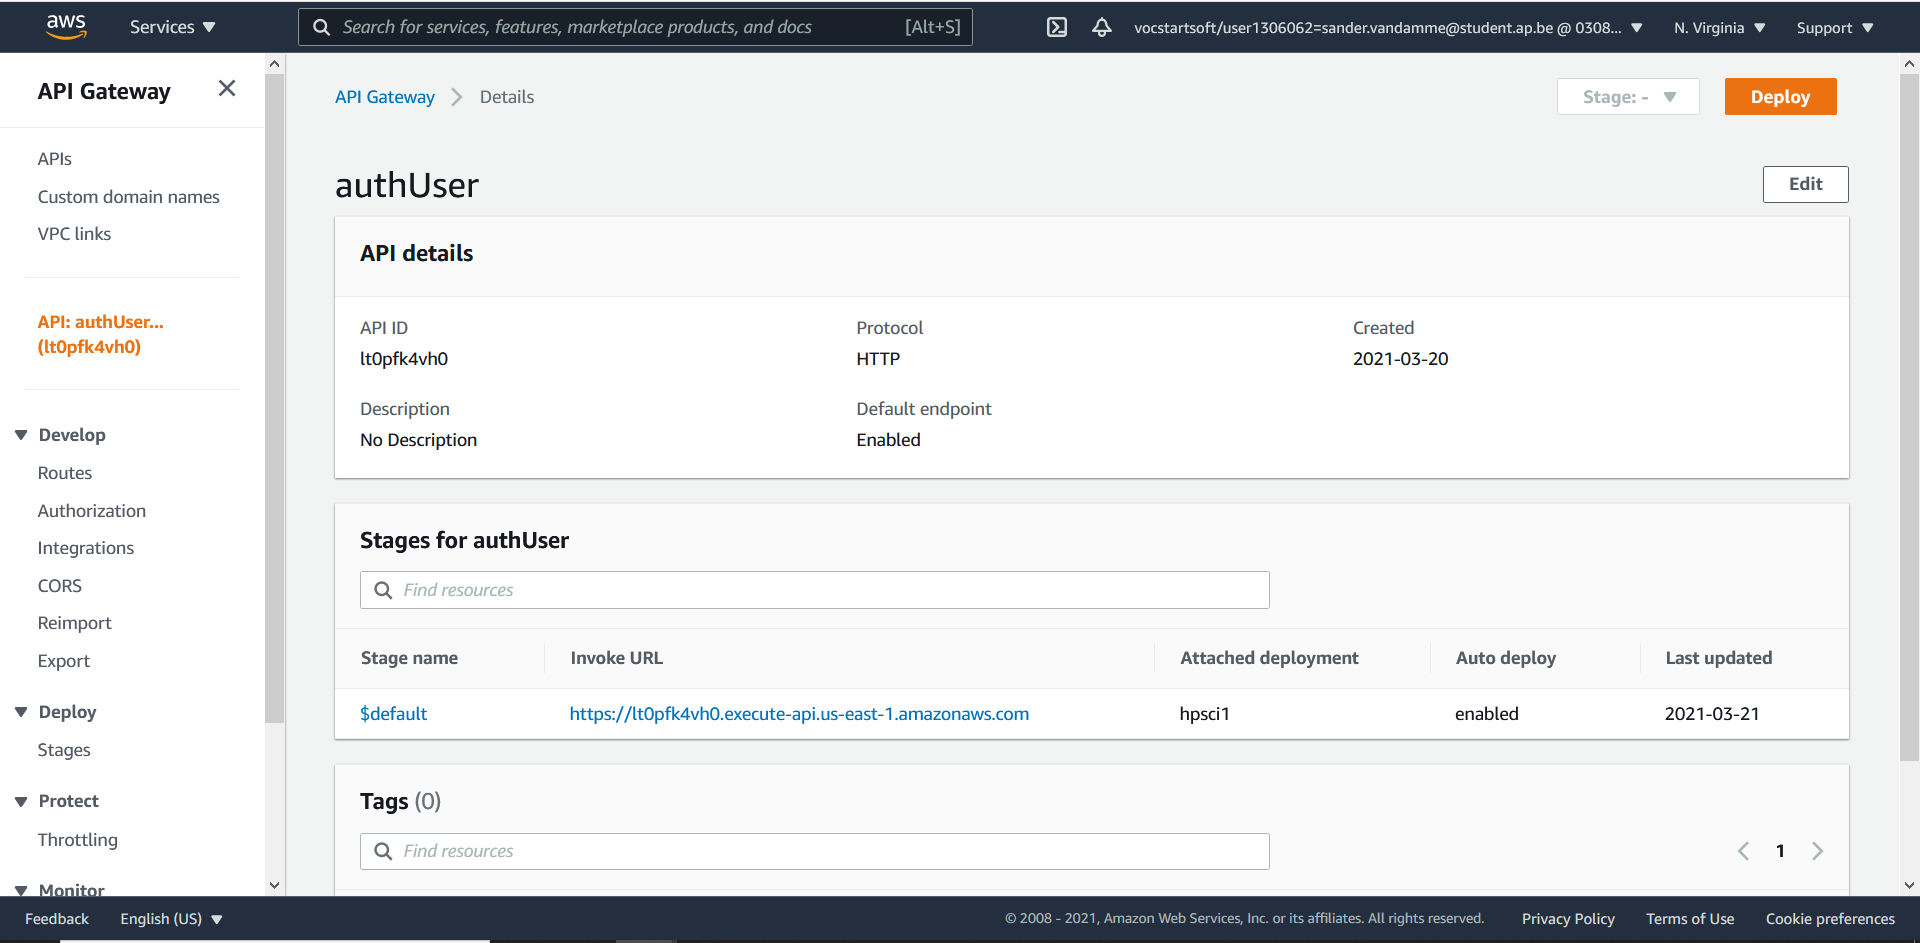 aws
Services
Search for services, features, marketplace products, and docs [Alt+S]
vocstartsoft/user1306062=sander.vandamme@student.ap.be @ 0308...
N. Virginia
Support
API Gateway
APIs
Custom domain names
VPC links
API: authUser...
(lt0pfk4vh0)
Develop
Routes
Authorization
Integrations
CORS
Reimport
Export
Deploy
Stages
Protect
Throttling
Monitor
API Gateway Details
Stage: -
Deploy
authUser
Edit
API details
API ID Protocol Created
lt0pfk4vh0 HTTP 2021-03-20
Description Default endpoint
No Description Enabled
Stages for authUser
Find resources
Stage name Invoke URL Attached deployment Auto deploy Last updated
$default https://lt0pfk4vh0.execute-api.us-east-1.amazonaws.com hpsci1 enabled 2021-03-21
Tags (0)
Find resources
1
Feedback English (US) © 2008 - 2021, Amazon Web Services, Inc. or its affiliates. All rights reserved. Privacy Policy Terms of Use Cookie preferences